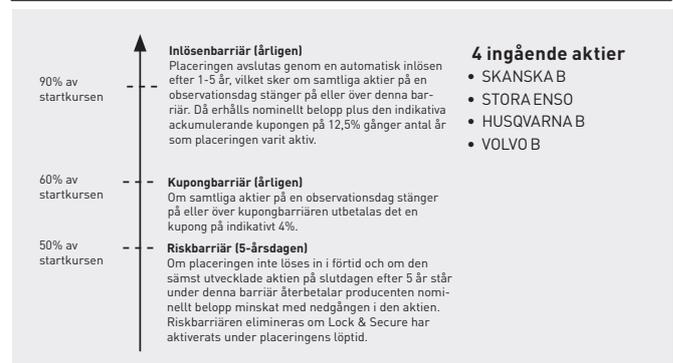 90% av
startkursen
Inlösenbarriär (årligen)
Placeringen avslutas genom en automatisk inlösen
efter 1-5 år, vilket sker om samtliga aktier på en
observationsdag stänger på eller över denna bar-
riär. Då erhålls nominellt belopp plus den indikativa
ackumulerande kupongen på 12,5% gånger antal år
som placeringen varit aktiv.
60% av
startkursen
Kupongbarriär (årligen)
Om samtliga aktier på en observationsdag stänger
på eller över kupongbarriären utbetalas det en
kupong på indikativt 4%.
50% av
startkursen
Riskbarriär (5-årsdagen)
Om placeringen inte löses in i förtid och om den
sämst utvecklade aktien på slutdagen efter 5 år står
under denna barriär återbetalar producenten nomi-
nellt belopp minskat med nedgången i den aktien.
Riskbarriären elimineras om Lock & Secure har
aktiverats under placeringens löptid.
4 ingående aktier
• SKANSKA B
• STORA ENSO
• HUSQVARNA B
• VOLVO B